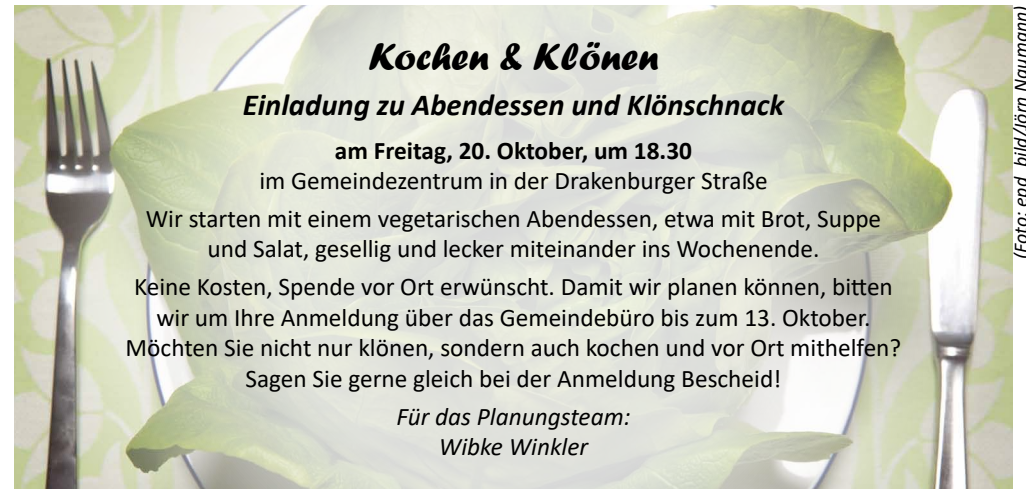 Kochen & Klönen
Einladung zu Abendessen und Klönschnack
am Freitag, 20. Oktober, um 18.30
im Gemeindezentrum in der Drakenburger Straße
Wir starten mit einem vegetarischen Abendessen, etwa mit Brot, Suppe
und Salat, gesellig und lecker miteinander ins Wochenende.
Keine Kosten, Spende vor Ort erwünscht. Damit wir planen können, bitten
wir um Ihre Anmeldung über das Gemeindebüro bis zum 13. Oktober.
Möchten Sie nicht nur klönen, sondern auch kochen und vor Ort mithelfen?
Sagen Sie gerne gleich bei der Anmeldung Bescheid!
Für das Planungsteam:
Wibke Winkler
(Foto: epd bild/Jörn Naumann)